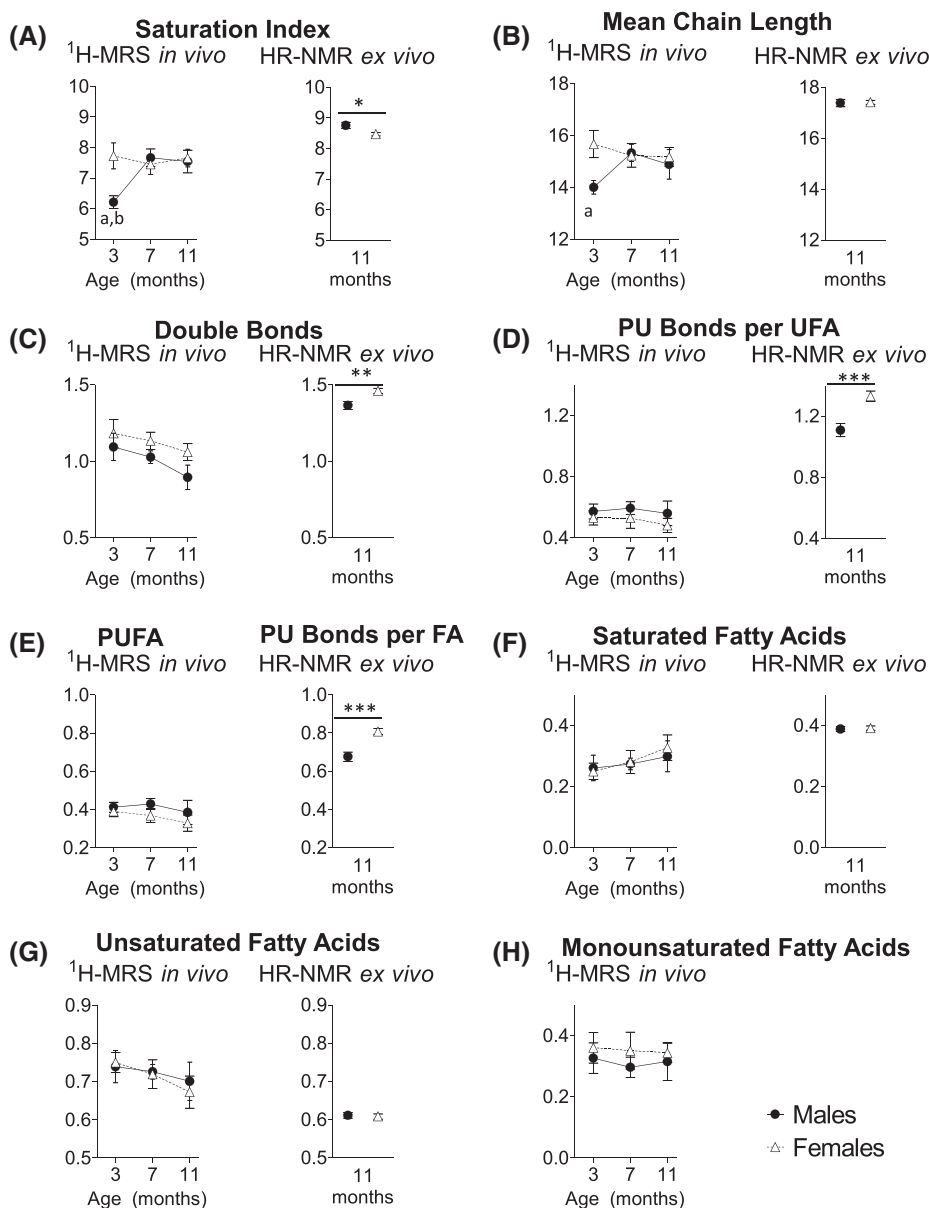 (A) Saturation Index
¹H-MRS in vivo HR-NMR ex vivo
10 9 8 7 6 5
a,b
3 7 11
Age (months)
10 9 8 7 6 5
*
11
months
(B) Mean Chain Length
¹H-MRS in vivo HR-NMR ex vivo
18 16 14 12
a
3 7 11
Age (months)
18 16 14 12
11
months
(C) Double Bonds
¹H-MRS in vivo HR-NMR ex vivo
1.5 1.0 0.5
3 7 11
Age (months)
**
1.5 1.0 0.5
11
months
(D) PU Bonds per UFA
¹H-MRS in vivo HR-NMR ex vivo
1.2 0.8 0.4
3 7 11
Age (months)
***
1.2 0.8 0.4
11
months
(E) PUFA PU Bonds per FA
¹H-MRS in vivo HR-NMR ex vivo
1.0 0.8 0.6 0.4 0.2
3 7 11
Age (months)
***
1.0 0.8 0.6 0.4 0.2
11
months
(F) Saturated Fatty Acids
¹H-MRS in vivo HR-NMR ex vivo
0.4 0.2 0.0
3 7 11
Age (months)
0.4 0.2 0.0
11
months
(G) Unsaturated Fatty Acids
¹H-MRS in vivo HR-NMR ex vivo
0.9 0.8 0.7 0.6 0.5
3 7 11
Age (months)
0.9 0.8 0.7 0.6 0.5
11
months
(H) Monounsaturated Fatty Acids
¹H-MRS in vivo
0.4 0.2 0.0
3 7 11
Age (months)
Males
Females